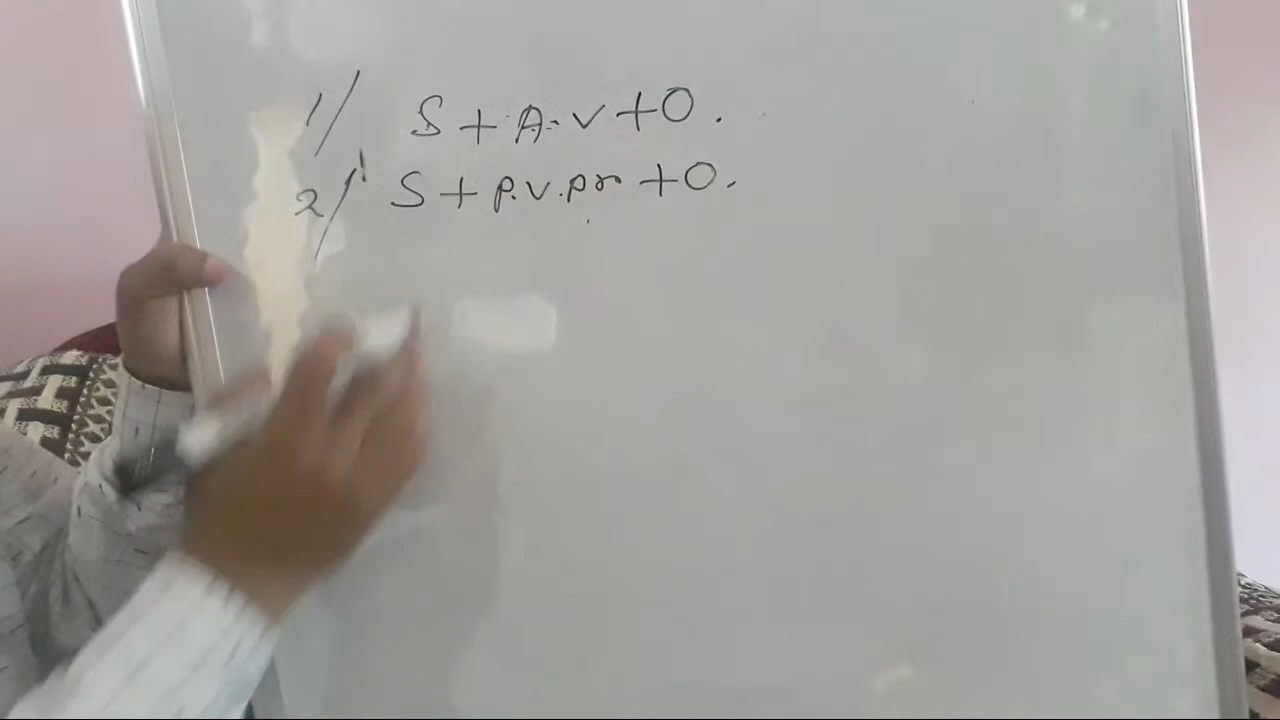 1/ S + A.v + O.
2/ S + p.v.pr + O.